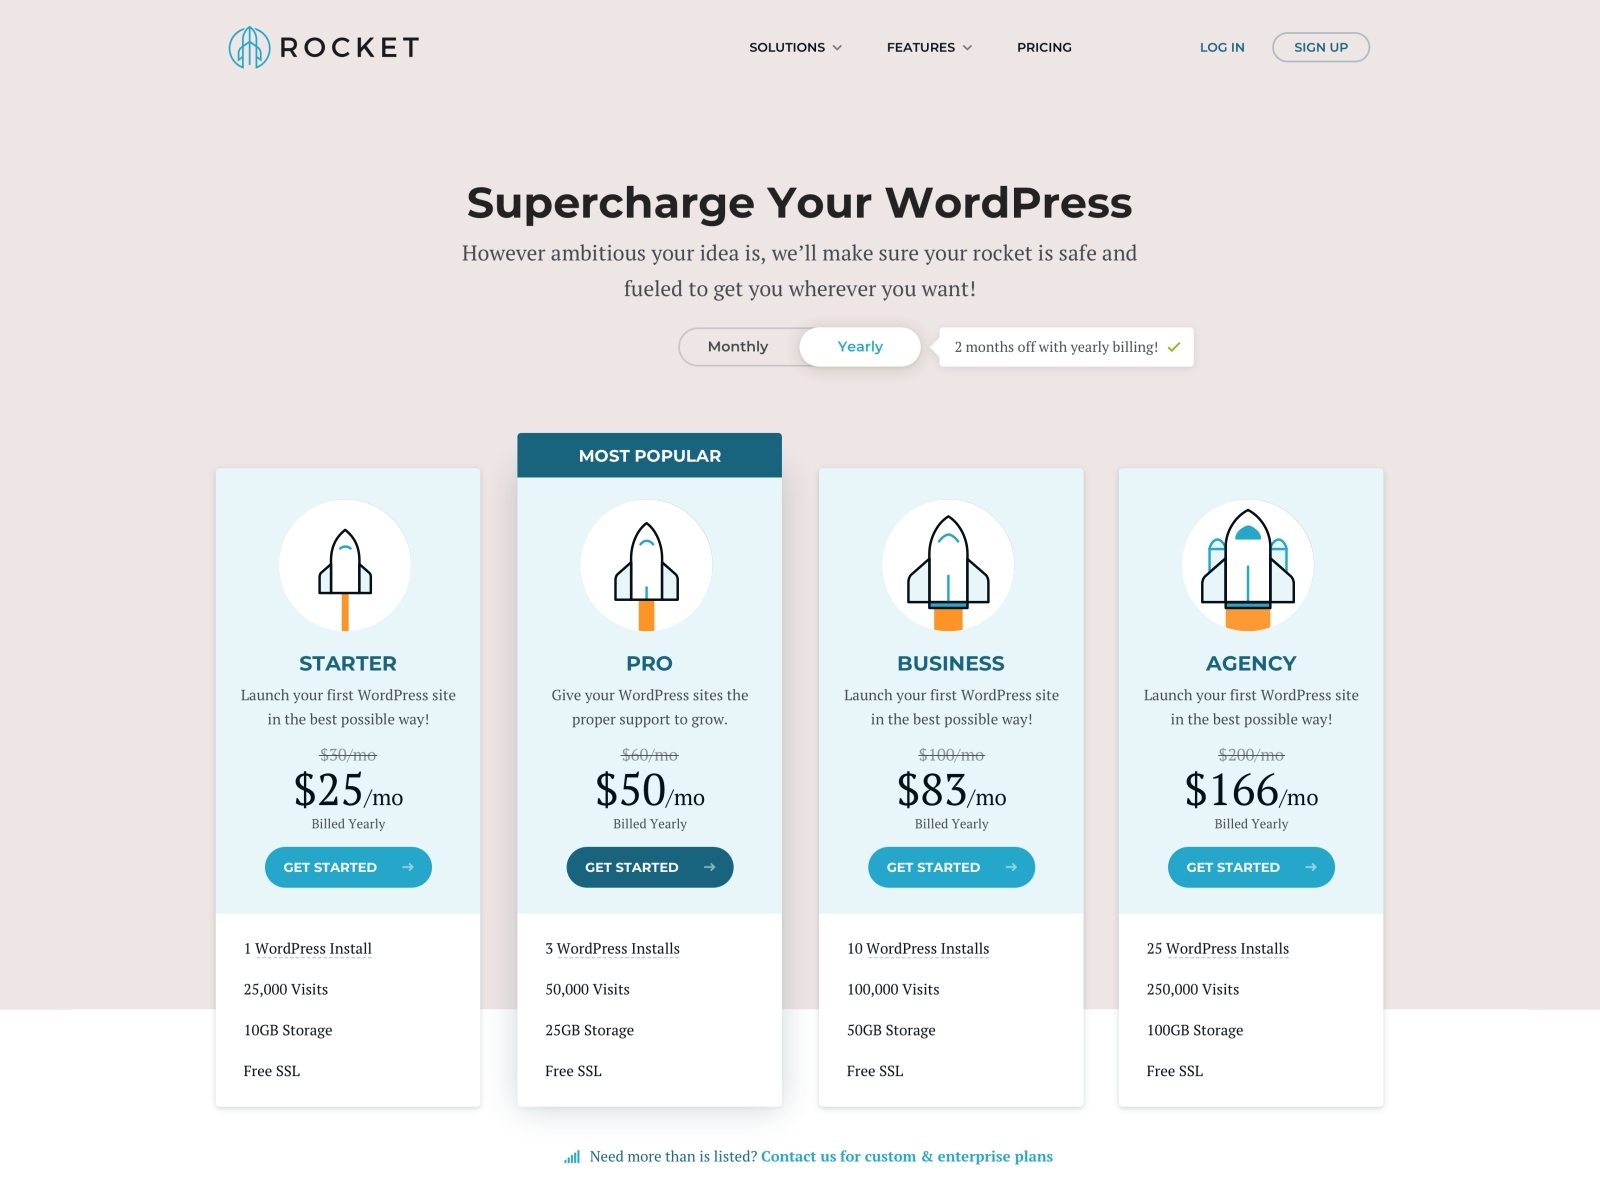 ROCKET
SOLUTIONS
FEATURES
PRICING
LOG IN
SIGN UP
Supercharge Your WordPress
However ambitious your idea is, we’ll make sure your rocket is safe and
fueled to get you wherever you want!
Monthly
Yearly
2 months off with yearly billing!
STARTER
Launch your first WordPress site
in the best possible way!
$30/mo
$25/mo
Billed Yearly
GET STARTED
1 WordPress Install
25,000 Visits
10GB Storage
Free SSL
MOST POPULAR
PRO
Give your WordPress sites the
proper support to grow.
$60/mo
$50/mo
Billed Yearly
GET STARTED
3 WordPress Installs
50,000 Visits
25GB Storage
Free SSL
BUSINESS
Launch your first WordPress site
in the best possible way!
$100/mo
$83/mo
Billed Yearly
GET STARTED
10 WordPress Installs
100,000 Visits
50GB Storage
Free SSL
AGENCY
Launch your first WordPress site
in the best possible way!
$200/mo
$166/mo
Billed Yearly
GET STARTED
25 WordPress Installs
250,000 Visits
100GB Storage
Free SSL
Need more than is listed? Contact us for custom & enterprise plans